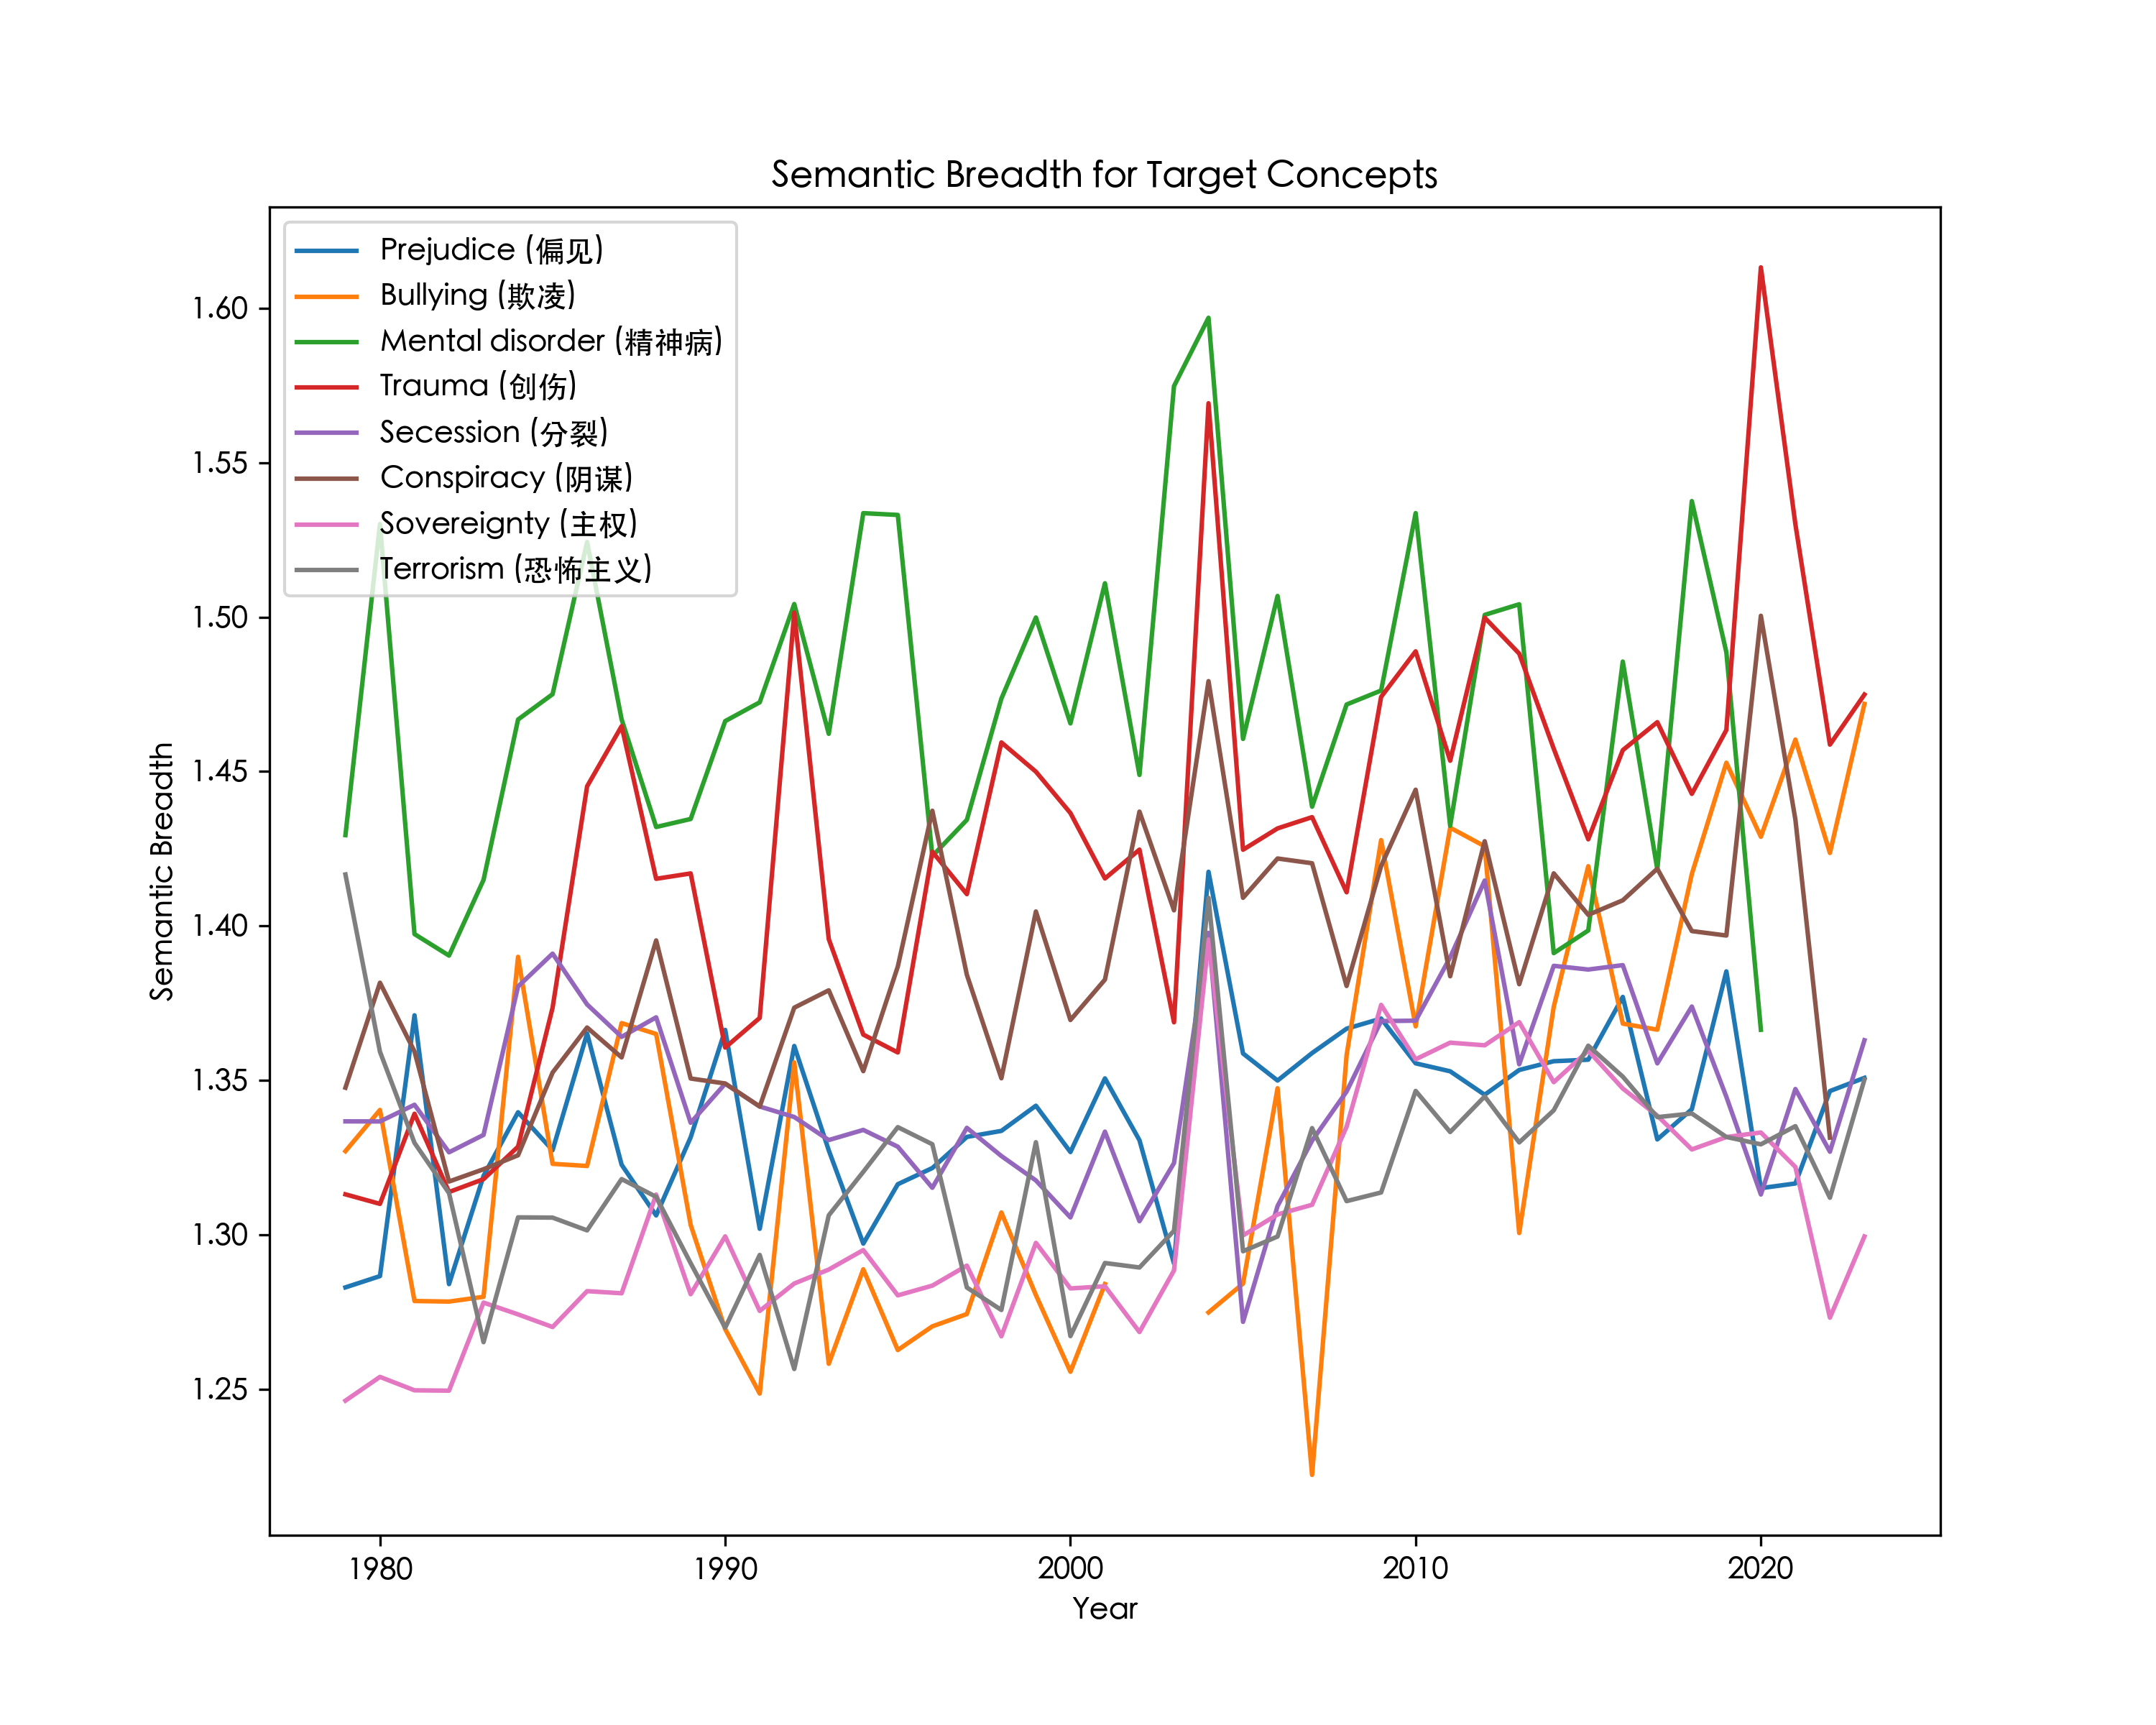 Semantic Breadth for Target Concepts
Prejudice (偏见)
Bullying (欺凌)
Mental disorder (精神病)
Trauma (创伤)
Secession (分裂)
Conspiracy (阴谋)
Sovereignty (主权)
Terrorism (恐怖主义)
1.60
1.55
1.50
1.45
1.40
1.35
1.30
1.25
Semantic Breadth
1980 1990 2000 2010 2020
Year